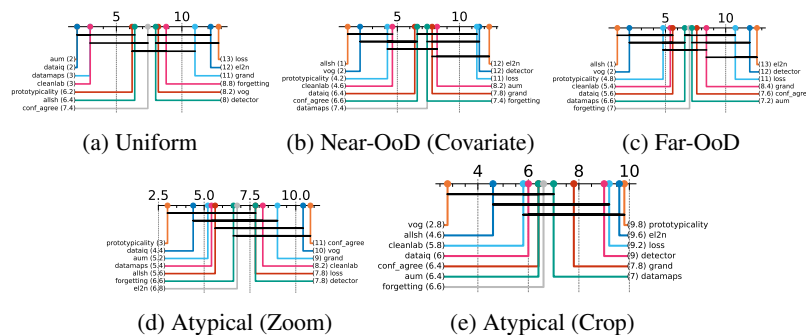 5 10
aum (2) (13) loss
dataiq (2) (12) el2n
datamaps (3) (11) grand
cleanlab (3) (8.8) forgetting
prototypicality (6.2) (8.2) vog
allsh (6.4) (8) detector
conf_agree (7.4)
(a) Uniform
5 10
allsh (1) (12) el2n
vog (2) (12) detector
prototypicality (4.2) (11) loss
cleanlab (4.6) (8.2) aum
dataiq (6.4) (7.8) grand
conf_agree (6.6) (7.4) forgetting
datamaps (7.4)
(b) Near-OoD (Covariate)
5 10
allsh (1) (13) el2n
vog (2) (12) detector
prototypicality (4.8) (11) loss
cleanlab (5.4) (8.4) grand
dataiq (5.6) (7.6) conf_agree
datamaps (6.6) (7.2) aum
forgetting (7)
(c) Far-OoD
2.5 5.0 7.5 10.0
prototypicality (3) (11) conf_agree
dataiq (4.4) (10) vog
aum (5.2) (9) grand
datamaps (5.4) (8.2) cleanlab
allsh (5.6) (7.8) loss
forgetting (6.6) (7.8) detector
el2n (6.8)
(d) Atypical (Zoom)
4 6 8 10
vog (2.8) (9.8) prototypicality
allsh (4.6) (9.6) el2n
cleanlab (5.8) (9.2) loss
dataiq (6) (9) detector
conf_agree (6.4) (7.8) grand
aum (6.4) (7) datamaps
forgetting (6.6)
(e) Atypical (Crop)